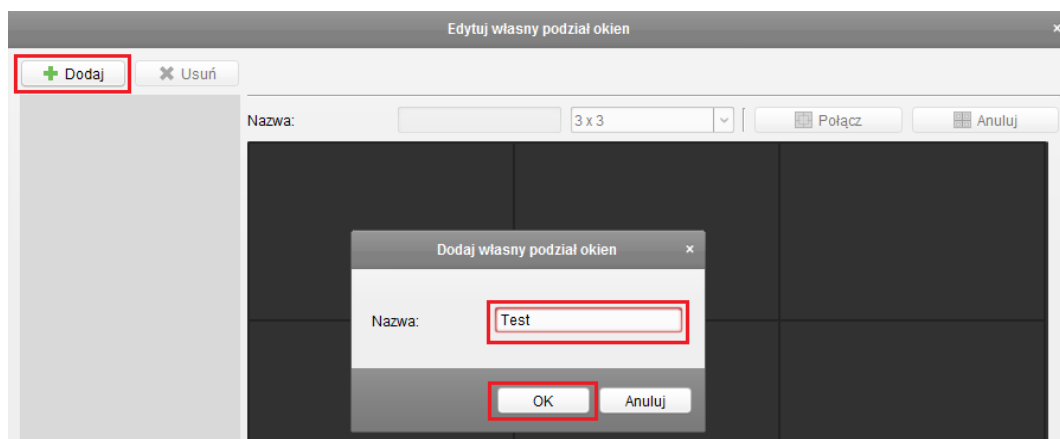 Edytuj własny podział okien ×
Dodaj Usuń
Nazwa: 3 x 3 Połącz Anuluj
Dodaj własny podział okien ×
Nazwa: Test
OK Anuluj